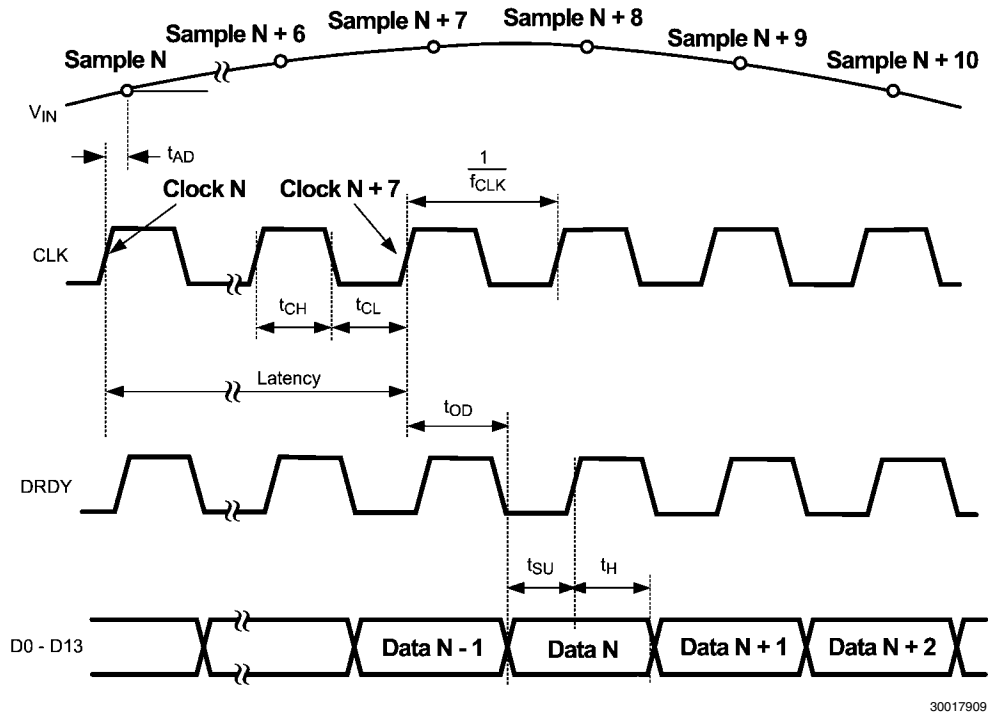 Sample N
Sample N + 6
Sample N + 7
Sample N + 8
Sample N + 9
Sample N + 10
VIN
tAD
Clock N
Clock N + 7
1
fCLK
CLK
tCH
tCL
Latency
tOD
DRDY
tSU
tH
D0 - D13
Data N - 1
Data N
Data N + 1
Data N + 2
30017909